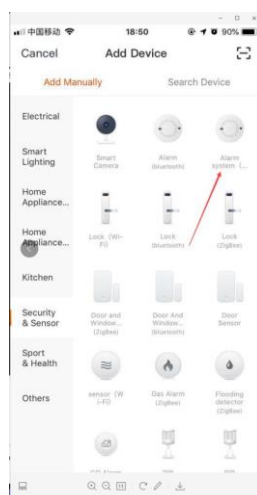 中国移动 18:50 90%
Cancel Add Device
Add Manually Search Device
Electrical
Smart
Lighting
Home
Appliance...
Home
Appliance...
Kitchen
Security
& Sensor
Sport
& Health
Others
Smart
Camera
Alarm
(bluetooth)
Alarm
system (...
Lock (Wi-
Fi)
Lock
(bluetooth)
Lock
(ZigBee)
Door and
Window...
(ZigBee)
Door And
Window...
(bluetooth)
Door
Sensor
sensor (W
i-Fi)
Gas Alarm
(ZigBee)
Flooding
detector
(ZigBee)